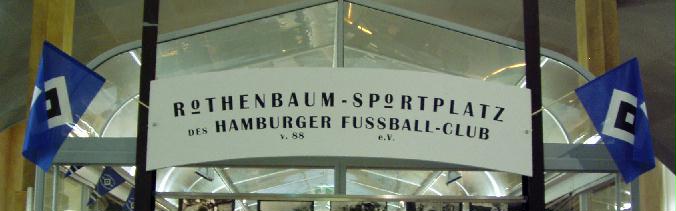 ROTHENBAUM-SPORTPLATZ
DES HAMBURGER FUSSBALL-CLUB
v. 88 e.V.